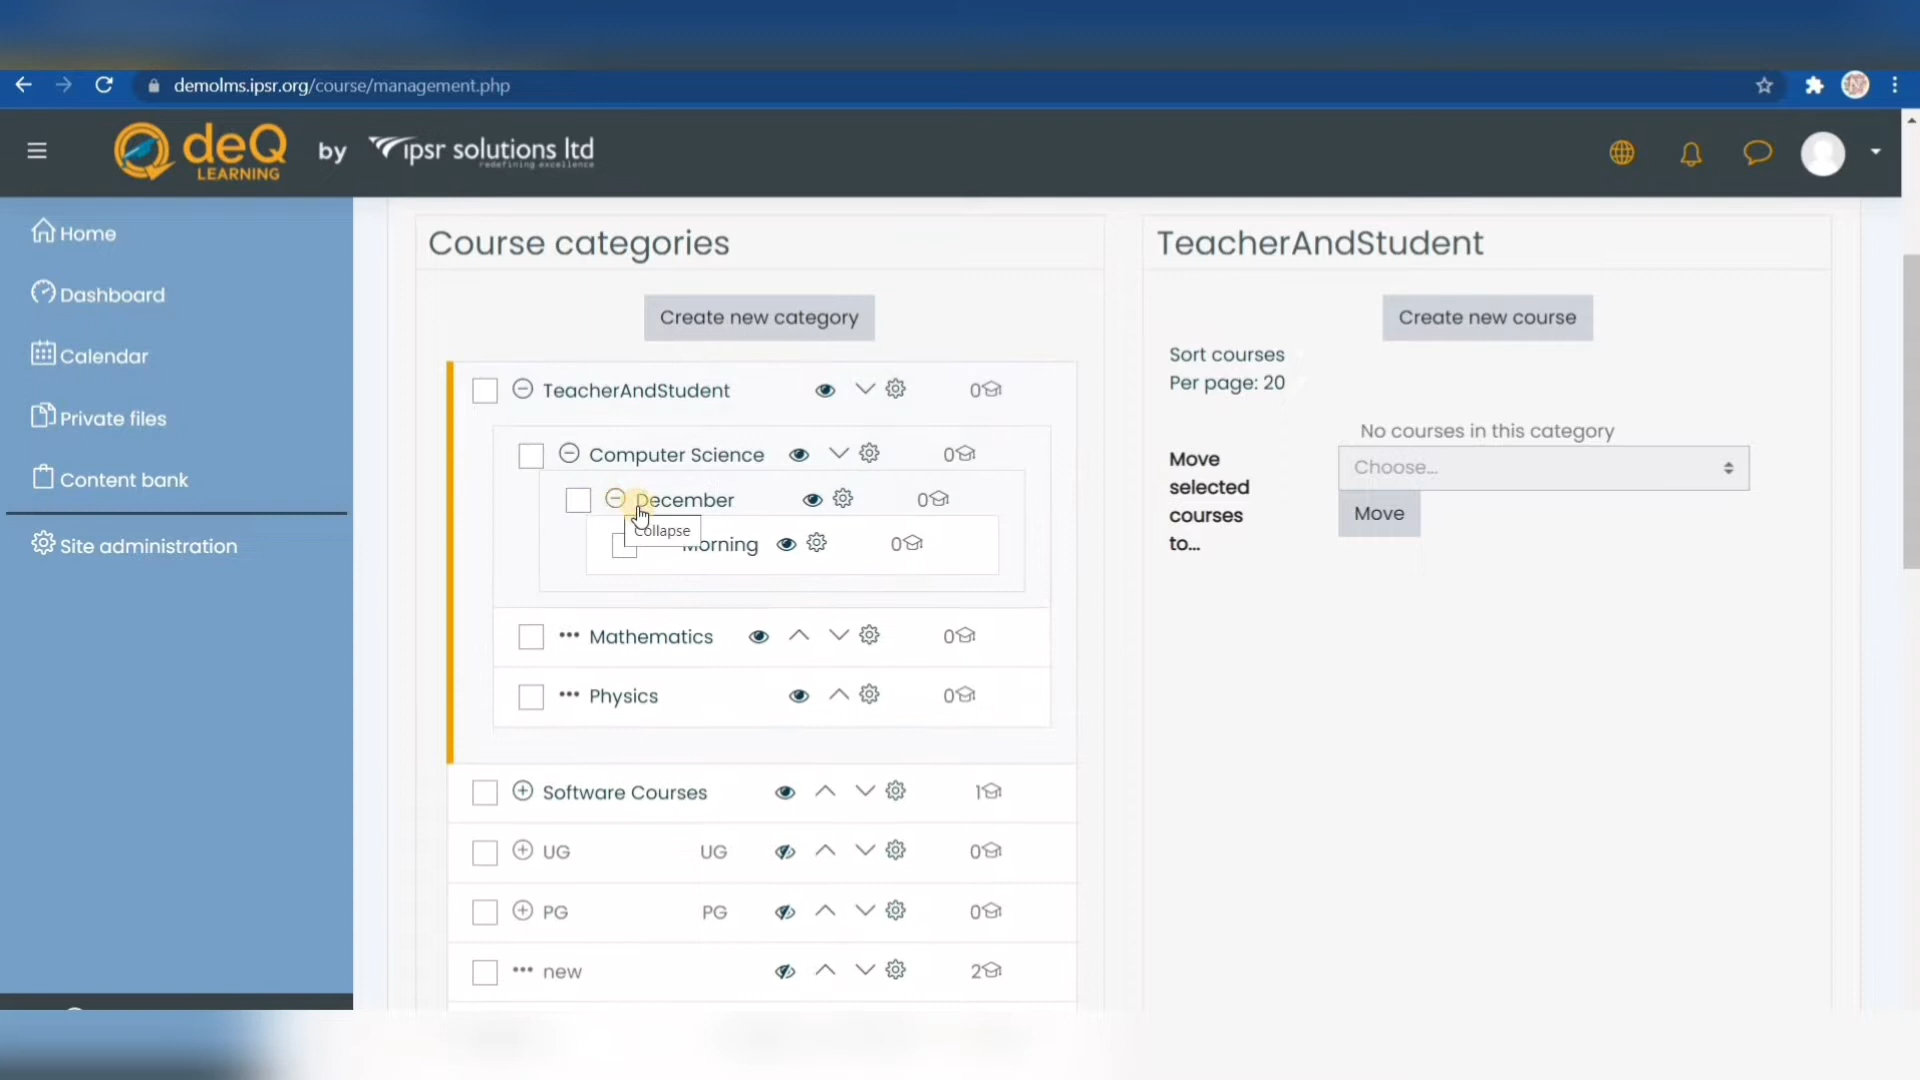 demolms.ipsr.org/course/management.php
deQ LEARNING by ipsr solutions ltd
redefining excellence
Home
Dashboard
Calendar
Private files
Content bank
Site administration
Course categories
Create new category
TeacherAndStudent 0
Computer Science 0
December 0
Collapse
Morning 0
Mathematics 0
Physics 0
Software Courses 1
UG UG 0
PG PG 0
new 2
TeacherAndStudent
Create new course
Sort courses
Per page: 20
No courses in this category
Move selected courses to...
Choose...
Move